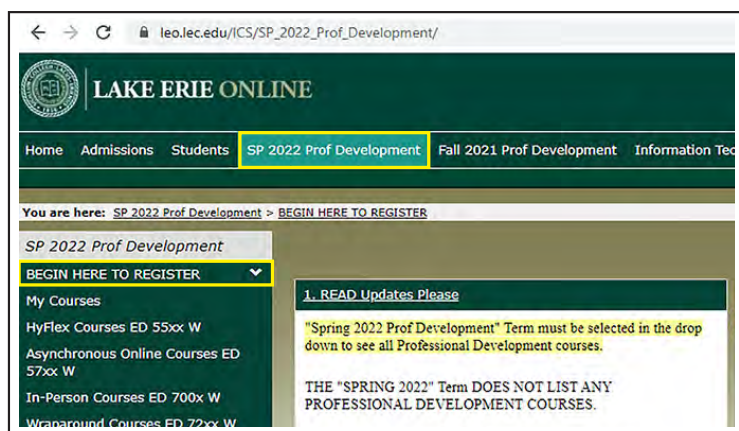 leo.lec.edu/ICS/SP_2022_Prof_Development/
LAKE ERIE ONLINE
Home Admissions Students SP 2022 Prof Development Fall 2021 Prof Development Information Tec
You are here: SP 2022 Prof Development > BEGIN HERE TO REGISTER
SP 2022 Prof Development
BEGIN HERE TO REGISTER
My Courses
HyFlex Courses ED 55xx W
Asynchronous Online Courses ED
57xx W
In-Person Courses ED 700x W
Wraparound Courses ED 72xx W
1. READ Updates Please
"Spring 2022 Prof Development" Term must be selected in the drop
down to see all Professional Development courses.
THE "SPRING 2022" Term DOES NOT LIST ANY
PROFESSIONAL DEVELOPMENT COURSES.